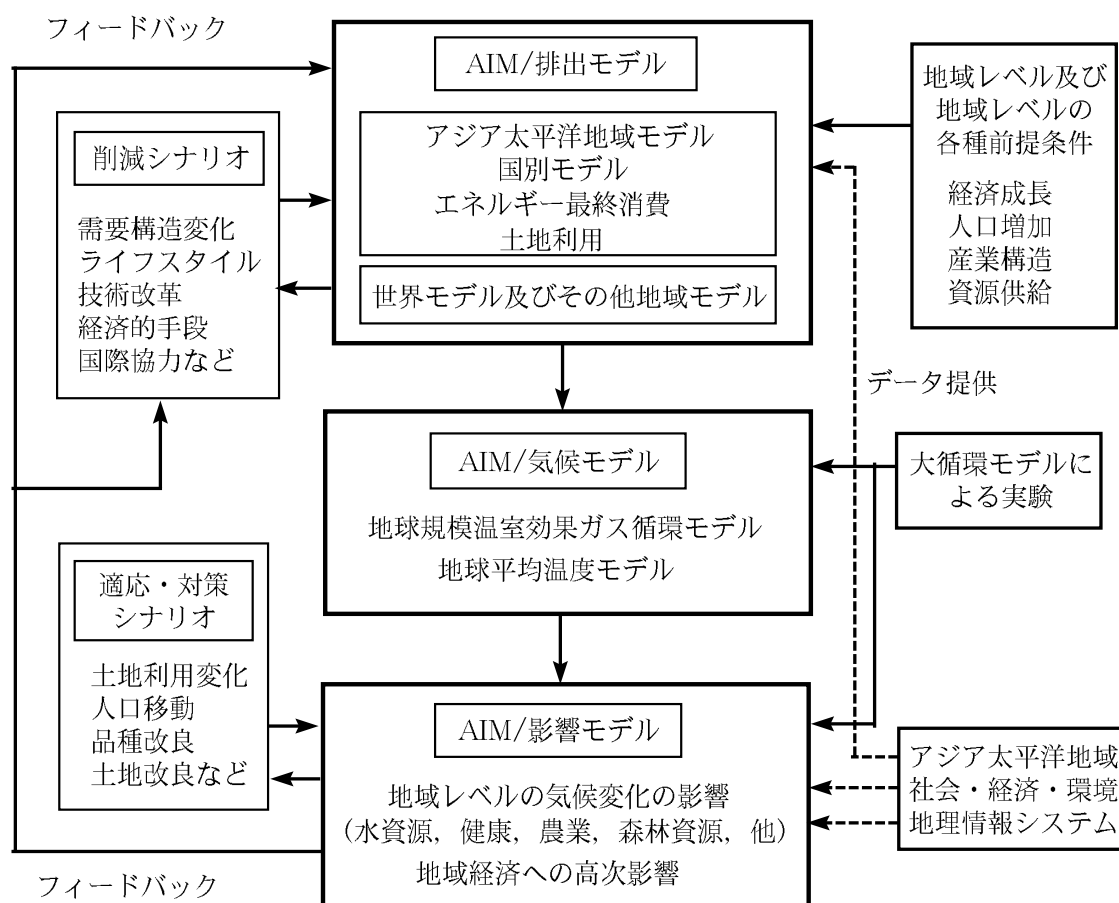 フィードバック
AIM/排出モデル
アジア太平洋地域モデル
国別モデル
エネルギー最終消費
土地利用
世界モデル及びその他地域モデル
地域レベル及び
地域レベルの
各種前提条件
経済成長
人口増加
産業構造
資源供給
削減シナリオ
需要構造変化
ライフスタイル
技術改革
経済的手段
国際協力など
データ提供
AIM/気候モデル
地球規模温室効果ガス循環モデル
地球平均温度モデル
大循環モデルに
よる実験
適応・対策
シナリオ
土地利用変化
人口移動
品種改良
土地改良など
AIM/影響モデル
地域レベルの気候変化の影響
（水資源，健康，農業，森林資源，他）
地域経済への高次影響
アジア太平洋地域
社会・経済・環境
地理情報システム
フィードバック